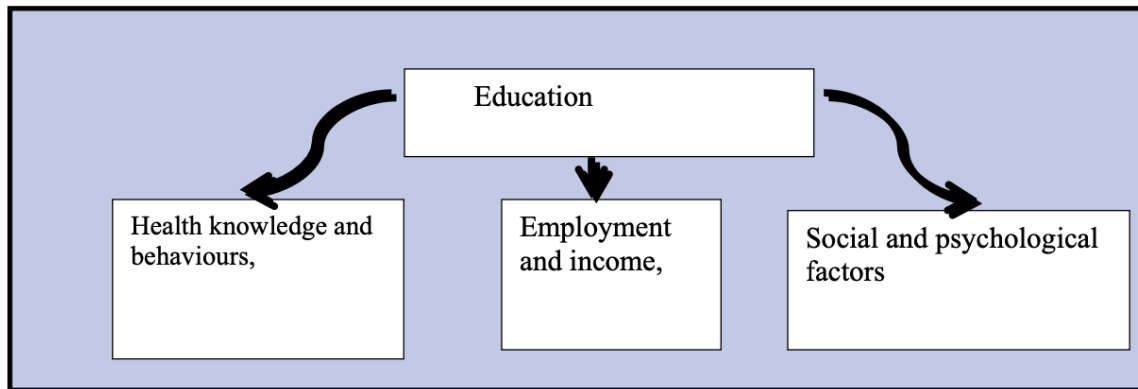 Education
Health knowledge and
behaviours,
Employment
and income,
Social and psychological
factors